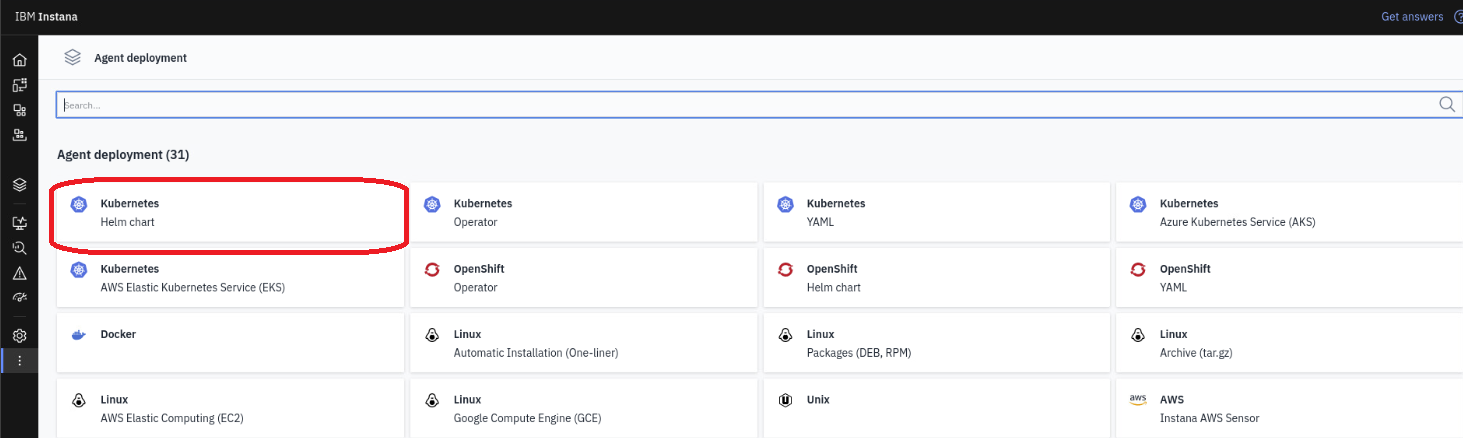 IBM Instana
Get answers
Agent deployment
Search...
Agent deployment (31)
Kubernetes
Helm chart
Kubernetes
Operator
Kubernetes
YAML
Kubernetes
Azure Kubernetes Service (AKS)
Kubernetes
AWS Elastic Kubernetes Service (EKS)
OpenShift
Operator
OpenShift
Helm chart
OpenShift
YAML
Docker
Linux
Automatic Installation (One-liner)
Linux
Packages (DEB, RPM)
Linux
Archive (tar.gz)
Linux
AWS Elastic Computing (EC2)
Linux
Google Compute Engine (GCE)
Unix
aws
AWS
Instana AWS Sensor